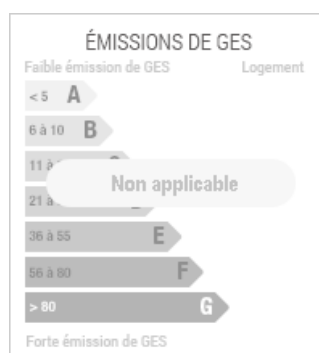 ÉMISSIONS DE GES
Faible émission de GES Logement
< 5 A
6 à 10 B
11 à
Non applicable
21 à
36 à 55 E
56 à 80 F
> 80 G
Forte émission de GES